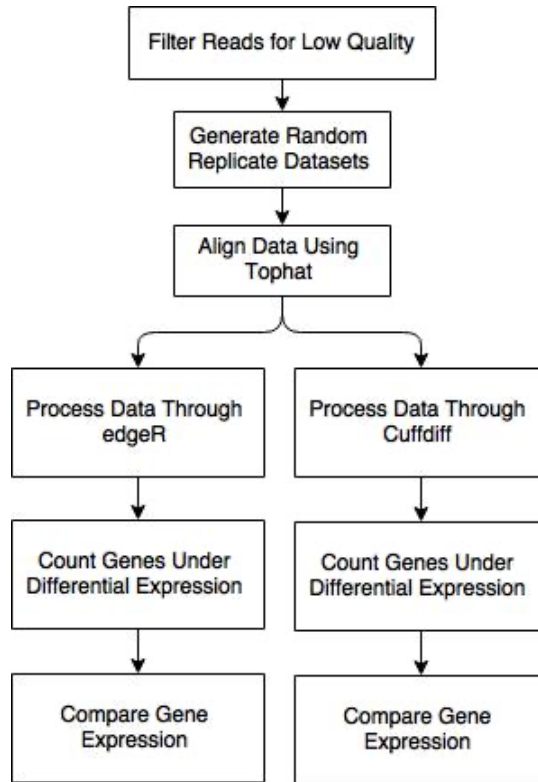 Filter Reads for Low Quality
Generate Random
Replicate Datasets
Align Data Using
Tophat
Process Data Through
edgeR
Process Data Through
Cuffdiff
Count Genes Under
Differential Expression
Count Genes Under
Differential Expression
Compare Gene
Expression
Compare Gene
Expression